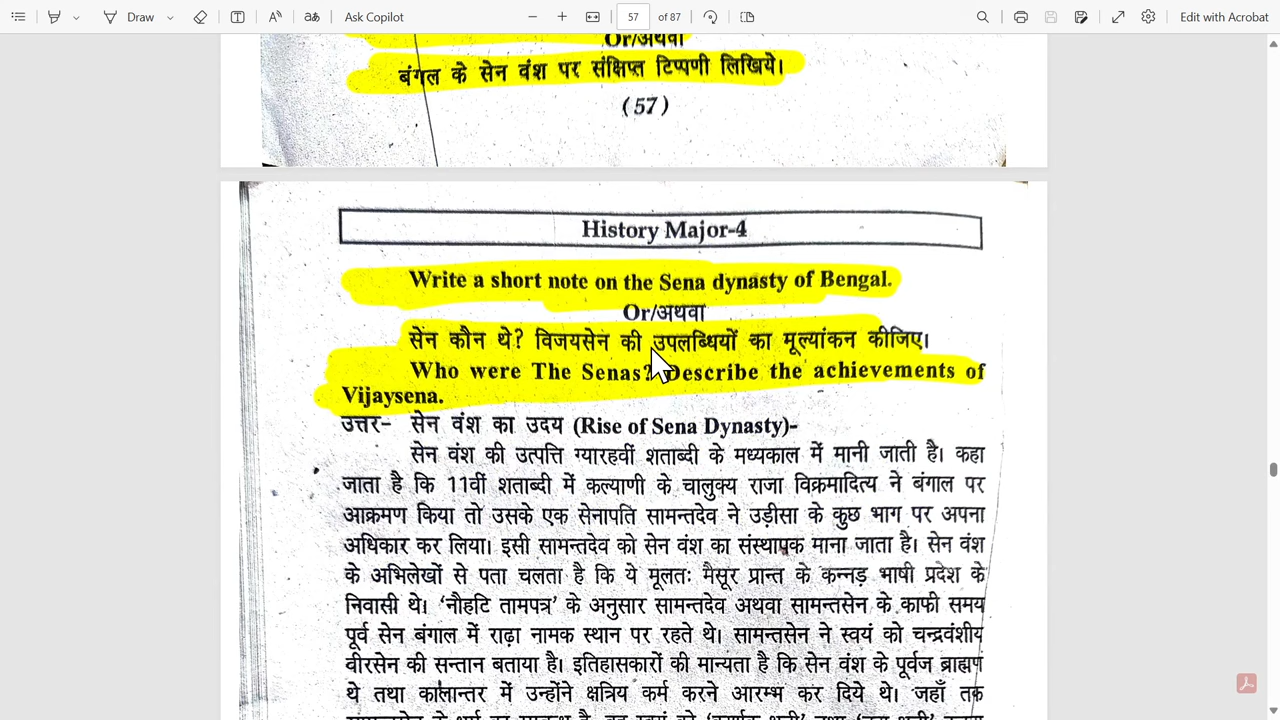 Draw
Ask Copilot
57 of 87
Edit with Acrobat
Or/अथवा
बंगल के सेन वंश पर संक्षिप्त टिप्पणी लिखिये।
(57)
History Major-4
Write a short note on the Sena dynasty of Bengal.
Or/अथवा
सेन कौन थे? विजयसेन की उपलब्धियों का मूल्यांकन कीजिए।
Who were The Senas? Describe the achievements of
Vijaysena.
उत्तर- सेन वंश का उदय (Rise of Sena Dynasty)-
सेन वंश की उत्पत्ति ग्यारहवीं शताब्दी के मध्यकाल में मानी जाती है। कहा
जाता है कि 11वीं शताब्दी में कल्याणी के चालुक्य राजा विक्रमादित्य ने बंगाल पर
आक्रमण किया तो उसके एक सेनापति सामन्तदेव ने उड़ीसा के कुछ भाग पर अपना
अधिकार कर लिया। इसी सामन्तदेव को सेन वंश का संस्थापक माना जाता है। सेन वंश
के अभिलेखों से पता चलता है कि ये मूलतः मैसूर प्रान्त के कन्नड़ भाषी प्रदेश के
निवासी थे। ‘नौहटि ताम्रपत्र’ के अनुसार सामन्तदेव अथवा सामन्तसेन के काफी समय
पूर्व सेन बंगाल में राढ़ा नामक स्थान पर रहते थे। सामन्तसेन ने स्वयं को चन्द्रवंशीय
वीरसेन की सन्तान बताया है। इतिहासकारों की मान्यता है कि सेन वंश के पूर्वज ब्राह्मण
थे तथा कालान्तर में उन्होंने क्षत्रिय कर्म करने आरम्भ कर दिये थे। जहाँ तक